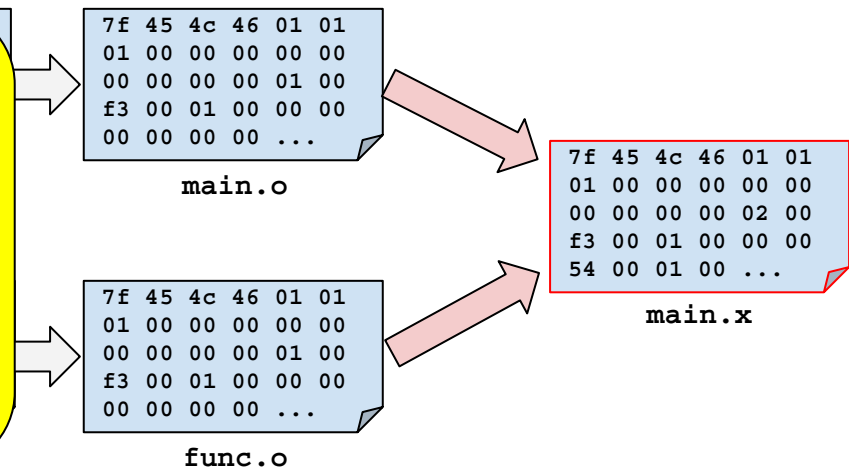 7f 45 4c 46 01 01
01 00 00 00 00 00
00 00 00 00 01 00
f3 00 01 00 00 00
00 00 00 00 ...
main.o
7f 45 4c 46 01 01
01 00 00 00 00 00
00 00 00 00 02 00
f3 00 01 00 00 00
54 00 01 00 ...
main.x
7f 45 4c 46 01 01
01 00 00 00 00 00
00 00 00 00 01 00
f3 00 01 00 00 00
00 00 00 00 ...
func.o